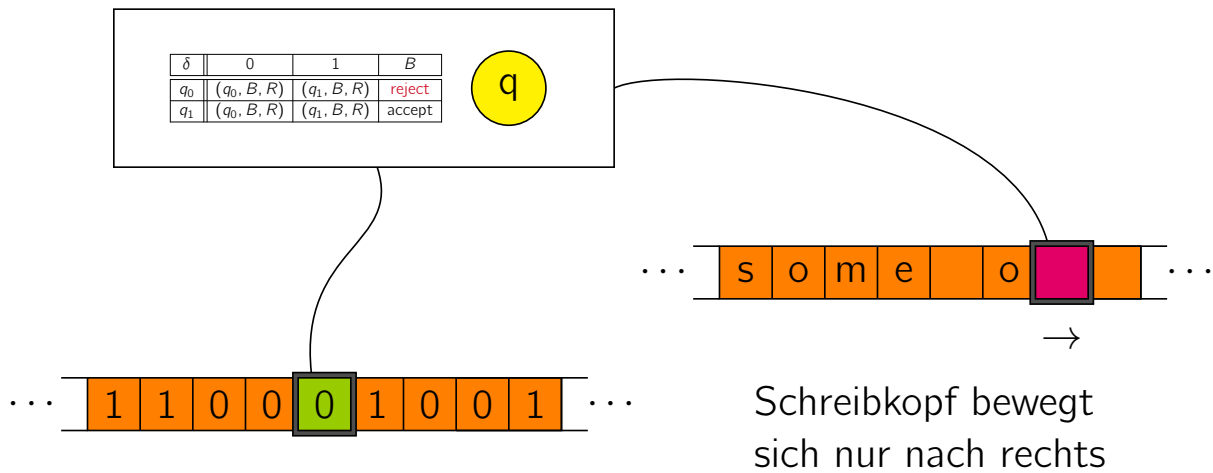 δ 0 1 B
q₀ (q₀, B, R) (q₁, B, R) reject
q₁ (q₀, B, R) (q₁, B, R) accept
q
··· s o m e o ···
→
··· 1 1 0 0 0 1 0 0 1 ···
Schreibkopf bewegt
sich nur nach rechts